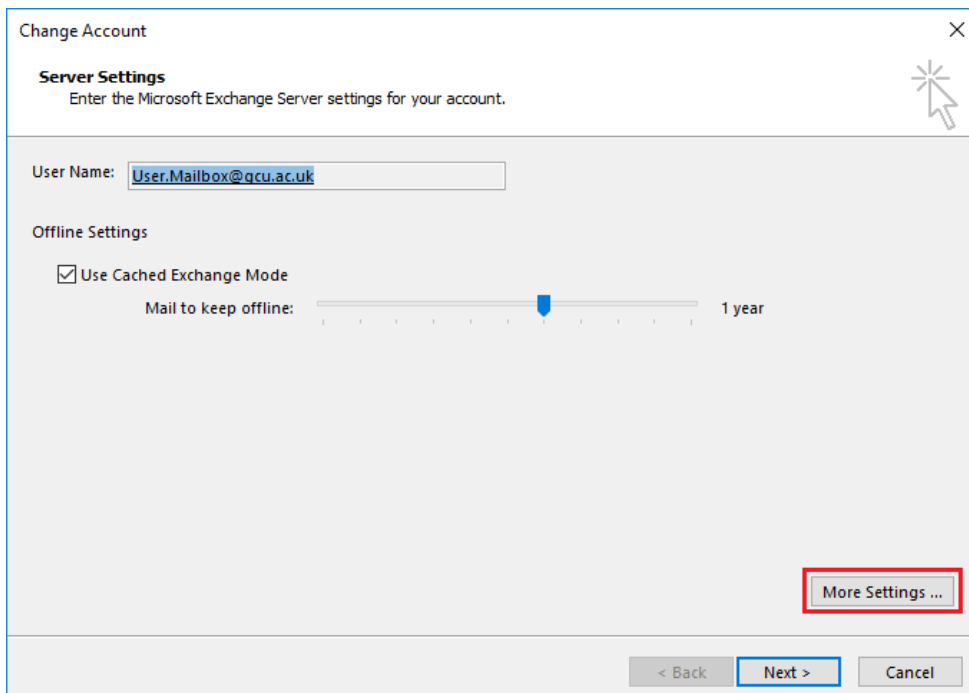 Change Account
Server Settings
Enter the Microsoft Exchange Server settings for your account.
User Name: User.Mailbox@gcu.ac.uk
Offline Settings
Use Cached Exchange Mode
Mail to keep offline: 1 year
More Settings ...
< Back Next > Cancel